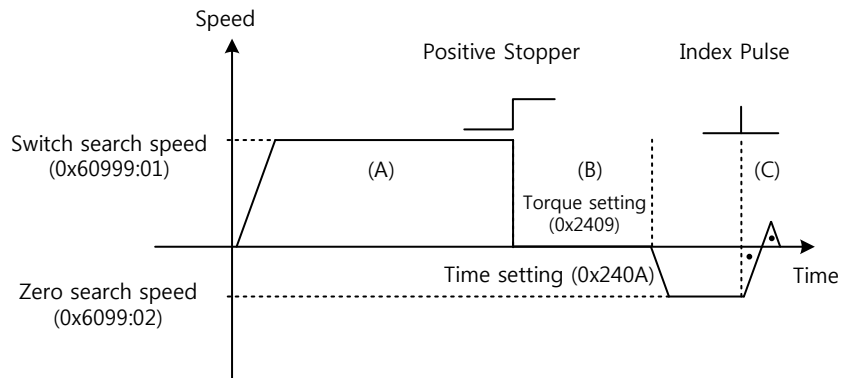 Speed
Positive Stopper
Index Pulse
Switch search speed
(0x60999:01)
(A)
(B)
(C)
Torque setting
(0x2409)
Time setting (0x240A)
Time
Zero search speed
(0x6099:02)